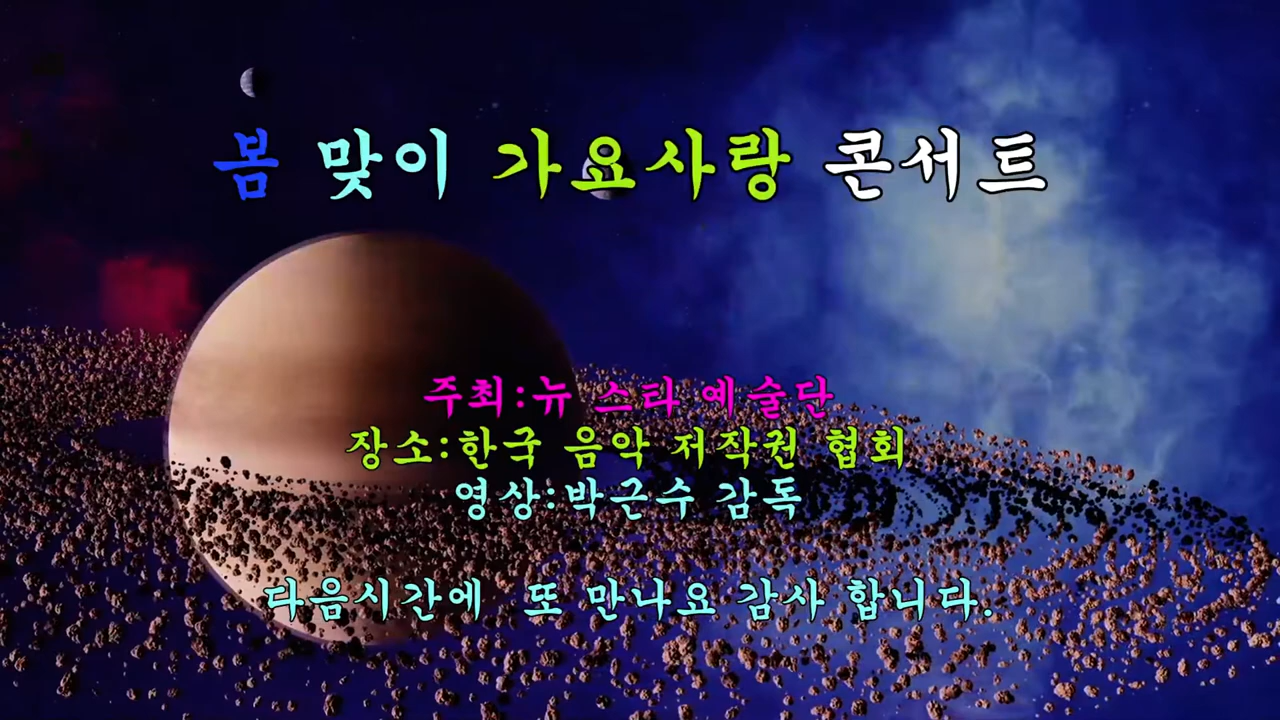 봄 맞이 가요사랑 콘서트
주최:뉴 스타 예술단
장소:한국 음악 저작권 협회
영상:박근수 감독
다음시간에 또 만나요 감사 합니다.